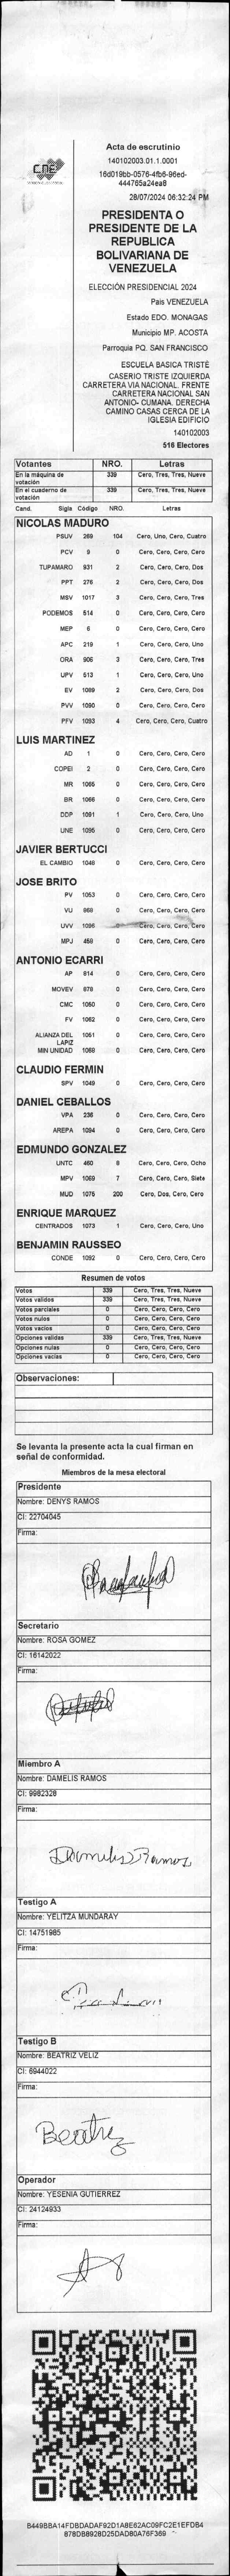 CNE
Acta de escrutinio
140102003.01.1.0001
16d019bb-0576-4fb6-96ed-
444765a24ea8
28/07/2024 06:32:24 PM
PRESIDENTA O
PRESIDENTE DE LA
REPUBLICA
BOLIVARIANA DE
VENEZUELA
ELECCIÓN PRESIDENCIAL 2024
País VENEZUELA
Estado EDO. MONAGAS
Municipio MP. ACOSTA
Parroquia PQ. SAN FRANCISCO
ESCUELA BASICA TRISTÉ
CASERIO TRISTE IZQUIERDA
CARRETERA VIA NACIONAL. FRENTE
CARRETERA NACIONAL SAN
ANTONIO- CUMANA. DERECHA
CAMINO CASAS CERCA DE LA
IGLESIA EDIFICIO
140102003
516 Electores
Votantes NRO. Letras
En la máquina de votación 339 Cero, Tres, Tres, Nueve
En el cuaderno de votación 339 Cero, Tres, Tres, Nueve
Cand. Sigla Código NRO. Letras
NICOLAS MADURO
PSUV 269 104 Cero, Uno, Cero, Cuatro
PCV 9 0 Cero, Cero, Cero, Cero
TUPAMARO 931 2 Cero, Cero, Cero, Dos
PPT 276 2 Cero, Cero, Cero, Dos
MSV 1017 3 Cero, Cero, Cero, Tres
PODEMOS 514 0 Cero, Cero, Cero, Cero
MEP 6 0 Cero, Cero, Cero, Cero
APC 219 1 Cero, Cero, Cero, Uno
ORA 906 3 Cero, Cero, Cero, Tres
UPV 513 1 Cero, Cero, Cero, Uno
EV 1089 2 Cero, Cero, Cero, Dos
PVV 1090 0 Cero, Cero, Cero, Cero
PFV 1093 4 Cero, Cero, Cero, Cuatro
LUIS MARTINEZ
AD 1 0 Cero, Cero, Cero, Cero
COPEI 2 0 Cero, Cero, Cero, Cero
MR 1065 0 Cero, Cero, Cero, Cero
BR 1066 0 Cero, Cero, Cero, Cero
DDP 1091 1 Cero, Cero, Cero, Uno
UNE 1095 0 Cero, Cero, Cero, Cero
JAVIER BERTUCCI
EL CAMBIO 1048 0 Cero, Cero, Cero, Cero
JOSE BRITO
PV 1053 0 Cero, Cero, Cero, Cero
VU 968 0 Cero, Cero, Cero, Cero
UVV 1096 0 Cero, Cero, Cero, Cero
MPJ 458 0 Cero, Cero, Cero, Cero
ANTONIO ECARRI
AP 914 0 Cero, Cero, Cero, Cero
MOVEV 978 0 Cero, Cero, Cero, Cero
CMC 1050 0 Cero, Cero, Cero, Cero
FV 1062 0 Cero, Cero, Cero, Cero
ALIANZA DEL LAPIZ 1051 0 Cero, Cero, Cero, Cero
MIN UNIDAD 1068 0 Cero, Cero, Cero, Cero
CLAUDIO FERMIN
SPV 1049 0 Cero, Cero, Cero, Cero
DANIEL CEBALLOS
VPA 236 0 Cero, Cero, Cero, Cero
AREPA 1094 0 Cero, Cero, Cero, Cero
EDMUNDO GONZALEZ
UNTC 460 8 Cero, Cero, Cero, Ocho
MPV 1069 7 Cero, Cero, Cero, Siete
MUD 1075 200 Cero, Dos, Cero, Cero
ENRIQUE MARQUEZ
CENTRADOS 1073 1 Cero, Cero, Cero, Uno
BENJAMIN RAUSSEO
CONDE 1092 0 Cero, Cero, Cero, Cero
Resumen de votos
Votos 339 Cero, Tres, Tres, Nueve
Votos validos 339 Cero, Tres, Tres, Nueve
Votos parciales 0 Cero, Cero, Cero, Cero
Votos nulos 0 Cero, Cero, Cero, Cero
Votos vacios 0 Cero, Cero, Cero, Cero
Opciones validas 339 Cero, Tres, Tres, Nueve
Opciones nulas 0 Cero, Cero, Cero, Cero
Opciones vacias 0 Cero, Cero, Cero, Cero
Observaciones:
Se levanta la presente acta la cual firman en
señal de conformidad.
Miembros de la mesa electoral
Presidente
Nombre: DENYS RAMOS
CI: 22704045
Firma:
Secretario
Nombre: ROSA GOMEZ
CI: 16142022
Firma:
Miembro A
Nombre: DAMELIS RAMOS
CI: 9982328
Firma:
Damelis Ramos
Testigo A
Nombre: YELITZA MUNDARAY
CI: 14751985
Firma:
Testigo B
Nombre: BEATRIZ VELIZ
CI: 6944022
Firma:
Beatriz
Operador
Nombre: YESENIA GUTIERREZ
CI: 24124933
Firma:
B449BBA14FDBDADAF92D1A8E62AC09FC2E1EFDB4
878DB8928D25DAD80A76F369